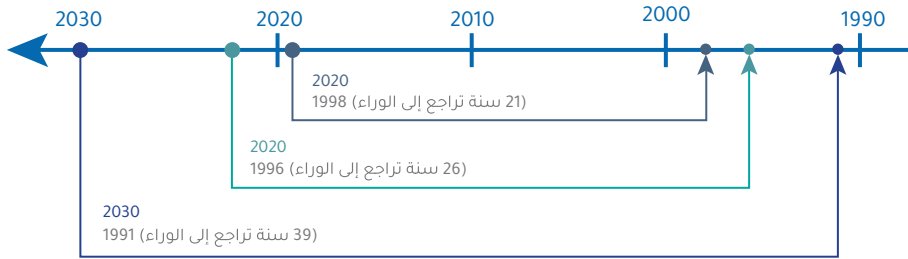 1990 2000 2010 2020 2030
2020
1998 (21 سنة تراجع إلى الوراء)
2020
1996 (26 سنة تراجع إلى الوراء)
2030
1991 (39 سنة تراجع إلى الوراء)